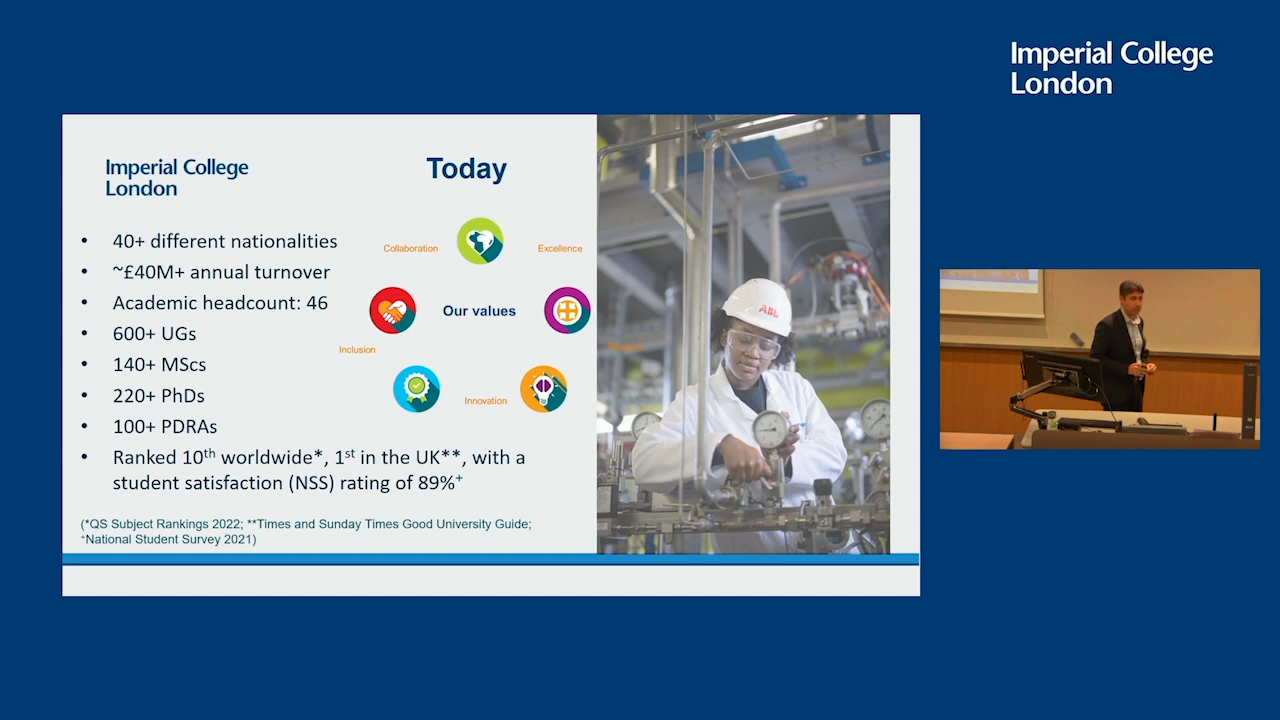 Imperial College
London
Imperial College
London
Today
• 40+ different nationalities
• ~£40M+ annual turnover
• Academic headcount: 46
• 600+ UGs
• 140+ MScs
• 220+ PhDs
• 100+ PDRAs
• Ranked 10th worldwide*, 1st in the UK**, with a
student satisfaction (NSS) rating of 89%+
(*QS Subject Rankings 2022; **Times and Sunday Times Good University Guide;
+National Student Survey 2021)
Collaboration
Excellence
Our values
Inclusion
Innovation